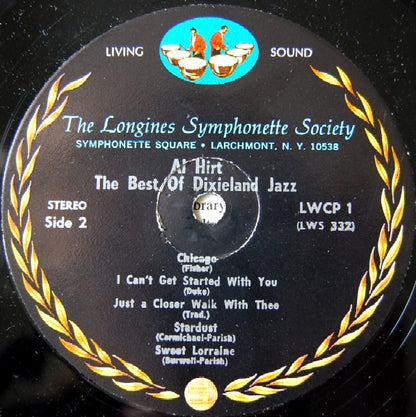 LIVING SOUND
The Longines Symphonette Society
SYMPHONETTE SQUARE • LARCHMONT, N. Y. 10538
Al Hirt
The Best Of Dixieland Jazz
STEREO
Side 2
LWCP 1
(LWS 332)
Chicago
(Fisher)
I Can't Get Started With You
(Duke)
Just a Closer Walk With Thee
(Trad.)
Stardust
(Carmichael-Parish)
Sweet Lorraine
(Burwell-Parish)